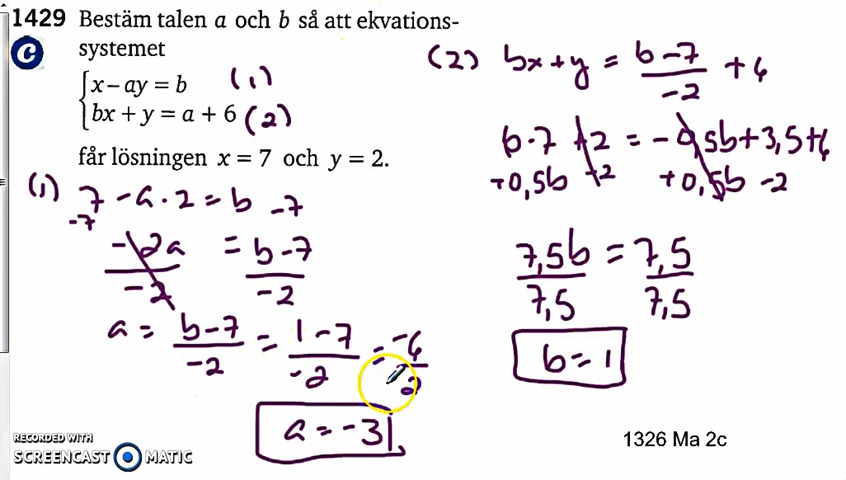 1429 Bestäm talen a och b så att ekvations-
systemet
{x − ay = b (1)
{bx + y = a + 6 (2)
får lösningen x = 7 och y = 2.
(1) 7 - a · 2 = b
-7 -7
-2a / -2 = b-7 / -2
a = b-7 / -2 = 1-7 / -2 = -6 / 2
a = -3
(2) bx + y = b-7 / -2 + 6
b·7 +2 = -0,5b + 3,5 + 6
+0,5b -2 +0,5b -2
7,5b / 7,5 = 7,5 / 7,5
b = 1
C
RECORDED WITH
SCREENCAST MATIC
1326 Ma 2c